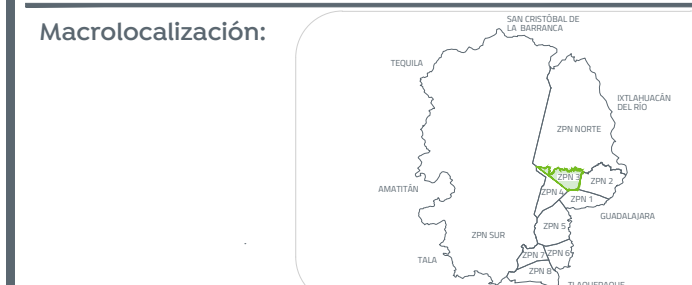 Macrolocalización:
SAN CRISTÓBAL DE
LA BARRANCA
TEQUILA
IXTLAHUACÁN
DEL RÍO
ZPN NORTE
ZPN 3
ZPN 2
ZPN 4
AMATITÁN
ZPN 1
GUADALAJARA
ZPN 5
ZPN SUR
ZPN 7
ZPN 6
TALA
ZPN 8
TLAQUEPAQUE